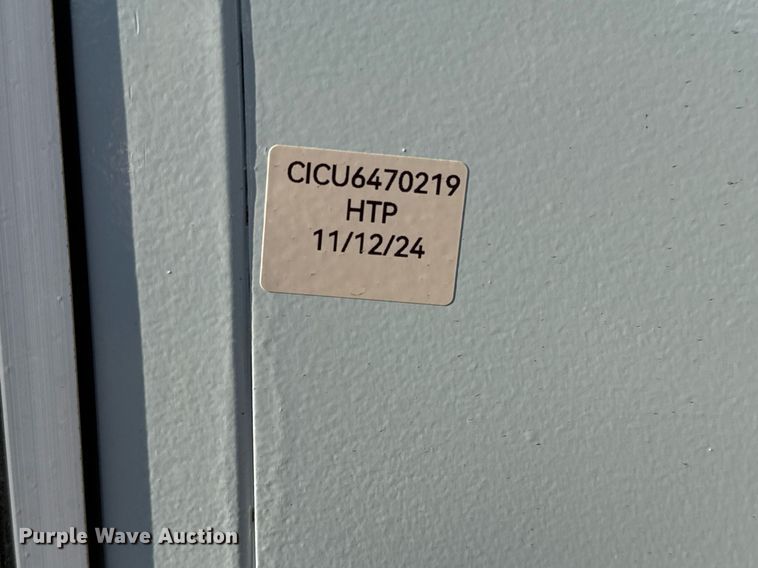 CICU6470219
HTP
11/12/24
Purple Wave Auction